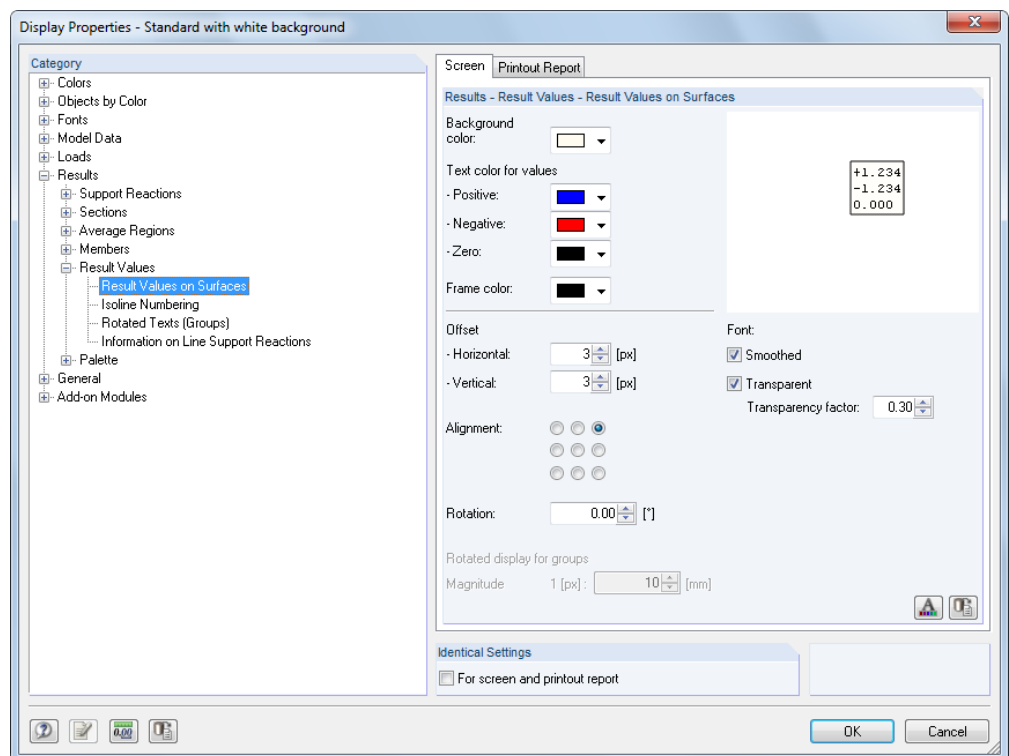 Display Properties - Standard with white background
Category
Colors
Objects by Color
Fonts
Model Data
Loads
Results
Support Reactions
Sections
Average Regions
Members
Result Values
Result Values on Surfaces
Isoline Numbering
Rotated Texts (Groups)
Information on Line Support Reactions
Palette
General
Add-on Modules
Screen
Printout Report
Results - Result Values - Result Values on Surfaces
Background
color:
Text color for values
- Positive:
- Negative:
- Zero:
Frame color:
+1.234
-1.234
0.000
Offset
- Horizontal: 3 [px]
- Vertical: 3 [px]
Font:
Smoothed
Transparent
Transparency factor: 0.30
Alignment:
Rotation: 0.00 [°]
Rotated display for groups
Magnitude 1 [px] : 10 [mm]
Identical Settings
For screen and printout report
0.00
OK
Cancel